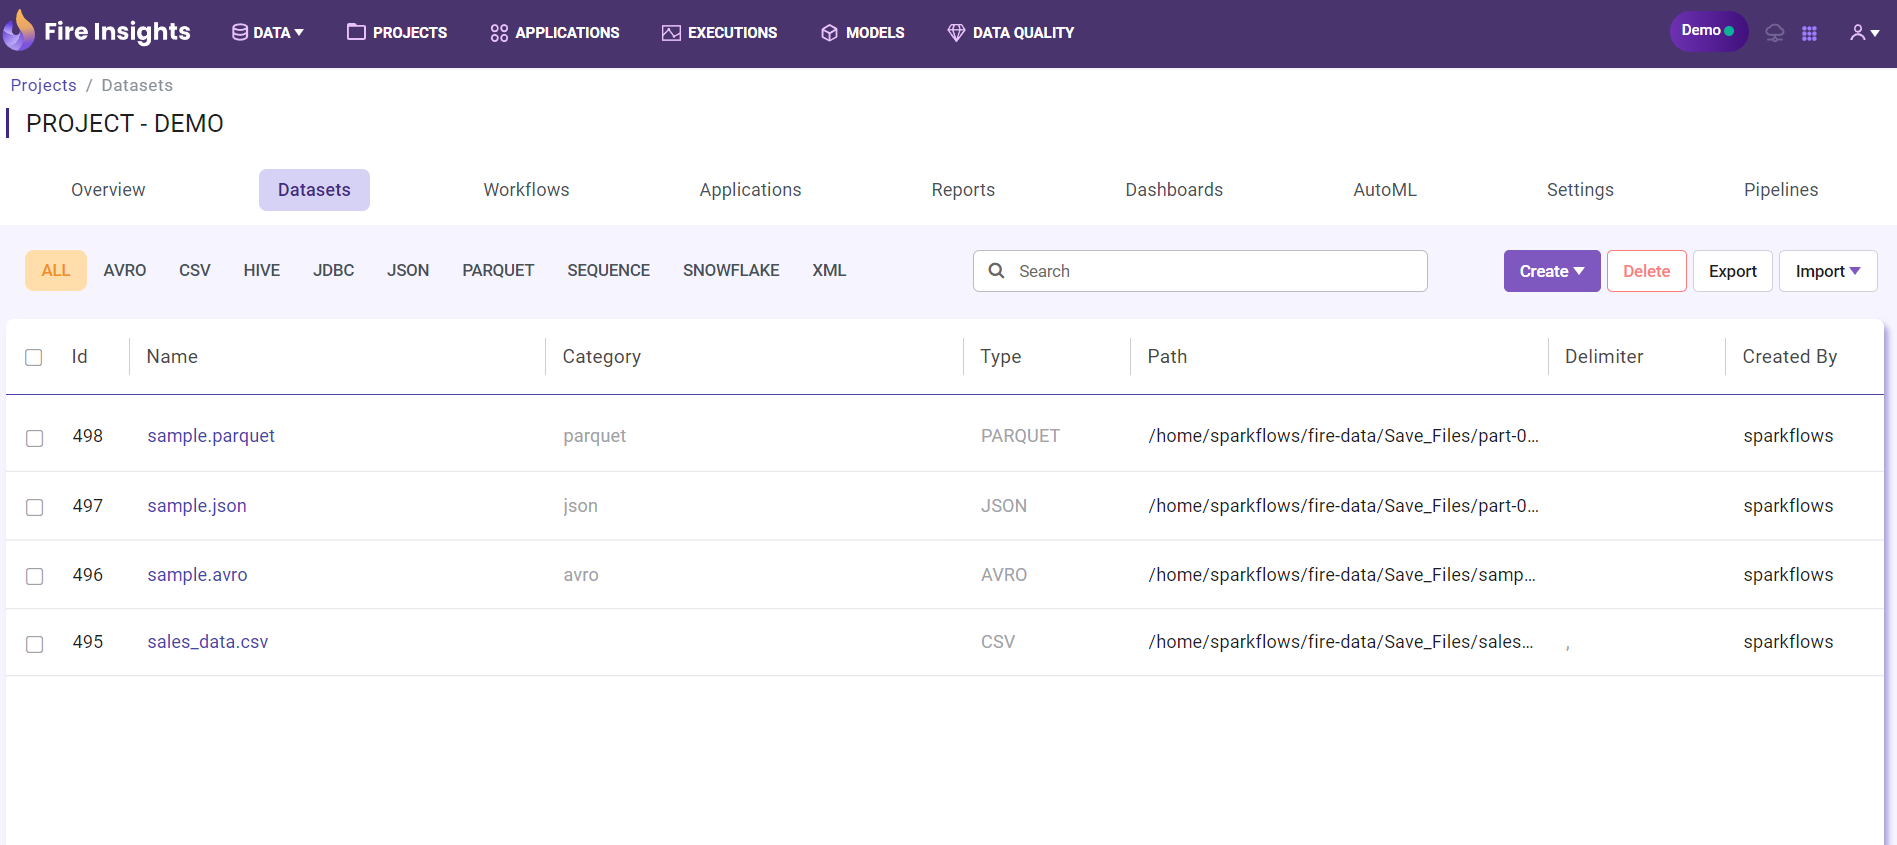 Fire Insights DATA PROJECTS APPLICATIONS EXECUTIONS MODELS DATA QUALITY Demo
Projects / Datasets
PROJECT - DEMO
Overview Datasets Workflows Applications Reports Dashboards AutoML Settings Pipelines
ALL AVRO CSV HIVE JDBC JSON PARQUET SEQUENCE SNOWFLAKE XML Search Create Delete Export Import
Id Name Category Type Path Delimiter Created By
498 sample.parquet parquet PARQUET /home/sparkflows/fire-data/Save_Files/part-0... sparkflows
497 sample.json json JSON /home/sparkflows/fire-data/Save_Files/part-0... sparkflows
496 sample.avro avro AVRO /home/sparkflows/fire-data/Save_Files/samp... sparkflows
495 sales_data.csv CSV /home/sparkflows/fire-data/Save_Files/sales... , sparkflows